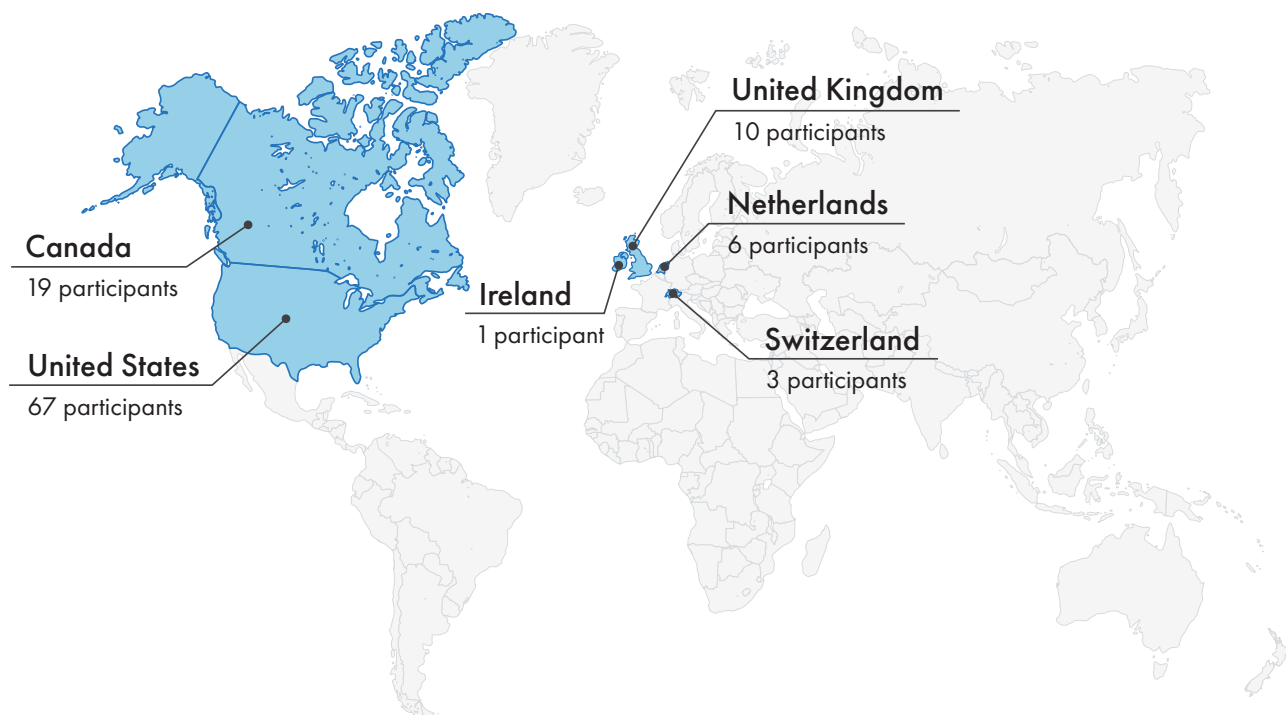 United Kingdom
10 participants
Netherlands
6 participants
Canada
19 participants
Ireland
1 participant
Switzerland
3 participants
United States
67 participants